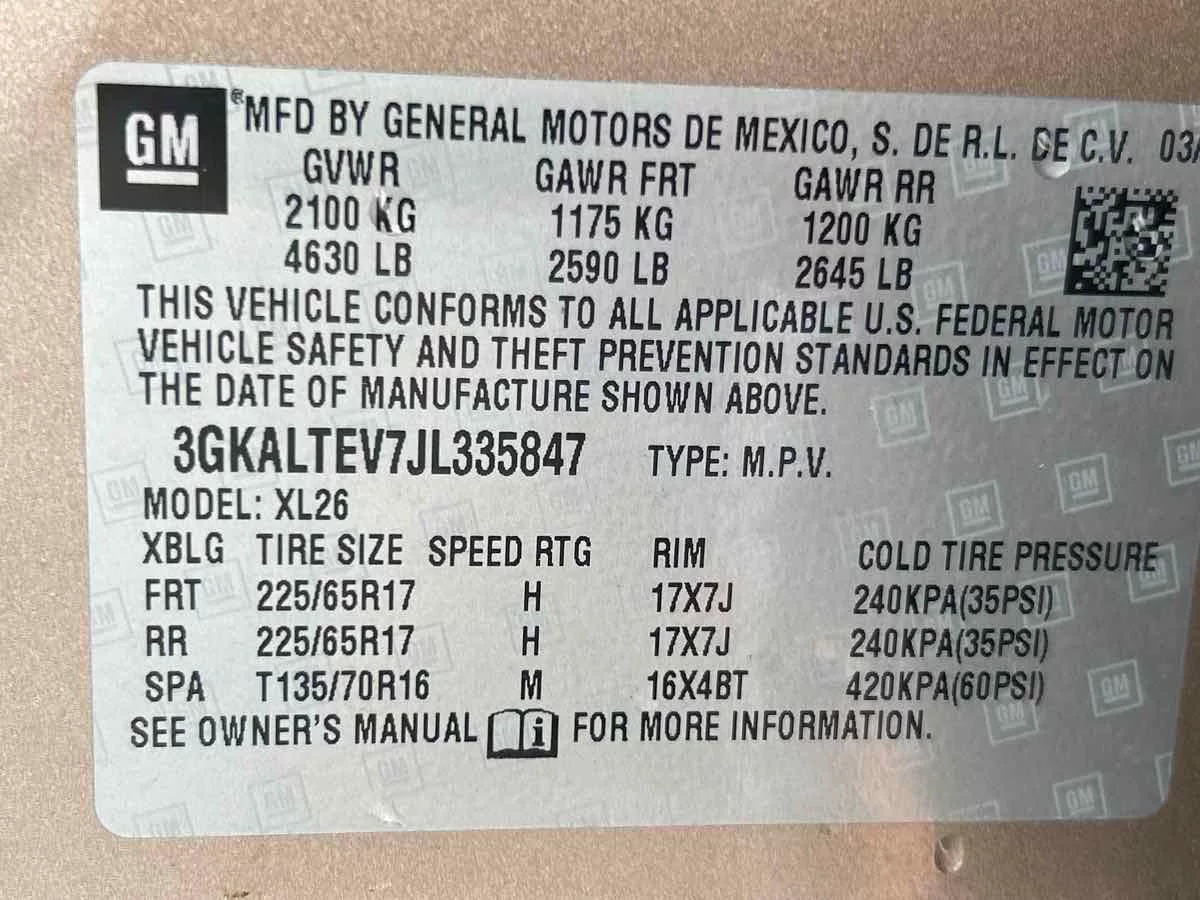 GM
® MFD BY GENERAL MOTORS DE MEXICO, S. DE R.L. DE C.V. 03/
GVWR GAWR FRT GAWR RR
2100 KG 1175 KG 1200 KG
4630 LB 2590 LB 2645 LB
THIS VEHICLE CONFORMS TO ALL APPLICABLE U.S. FEDERAL MOTOR
VEHICLE SAFETY AND THEFT PREVENTION STANDARDS IN EFFECT ON
THE DATE OF MANUFACTURE SHOWN ABOVE.
3GKALTEV7JL335847 TYPE: M.P.V.
MODEL: XL26
XBLG TIRE SIZE SPEED RTG RIM COLD TIRE PRESSURE
FRT 225/65R17 H 17X7J 240KPA(35PSI)
RR 225/65R17 H 17X7J 240KPA(35PSI)
SPA T135/70R16 M 16X4BT 420KPA(60PSI)
SEE OWNER'S MANUAL i FOR MORE INFORMATION.